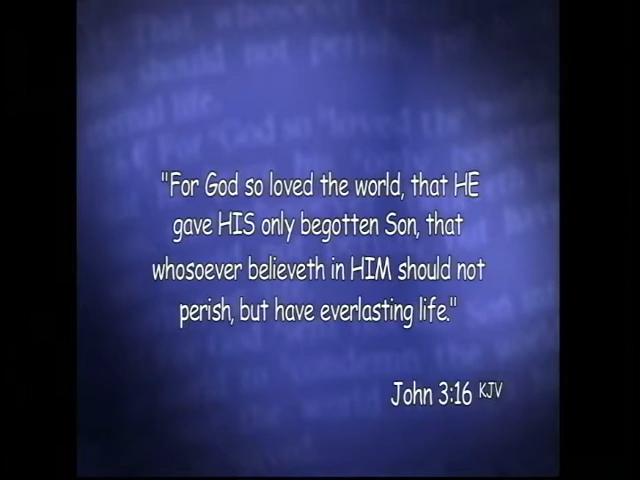 "For God so loved the world, that HE
gave HIS only begotten Son, that
whosoever believeth in HIM should not
perish, but have everlasting life."
John 3:16 KJV